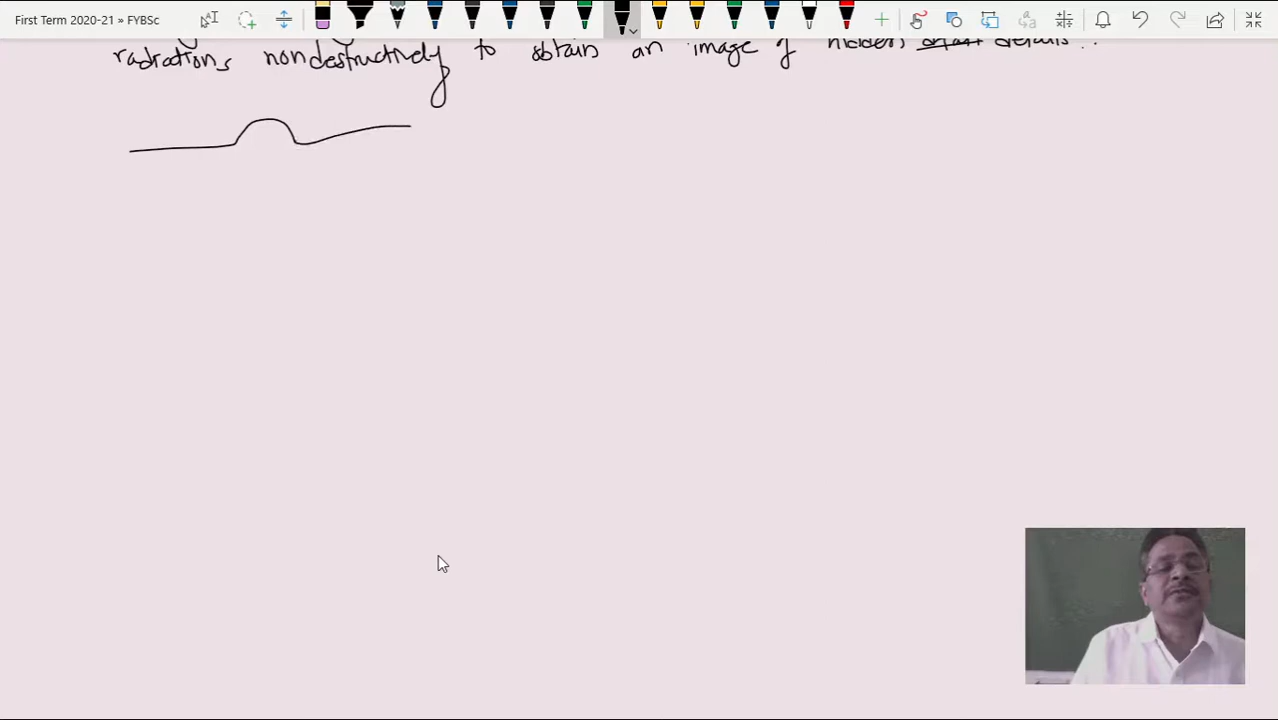 First Term 2020-21 » FYBSc
radiations nondestructively to obtain an image of hidden details.